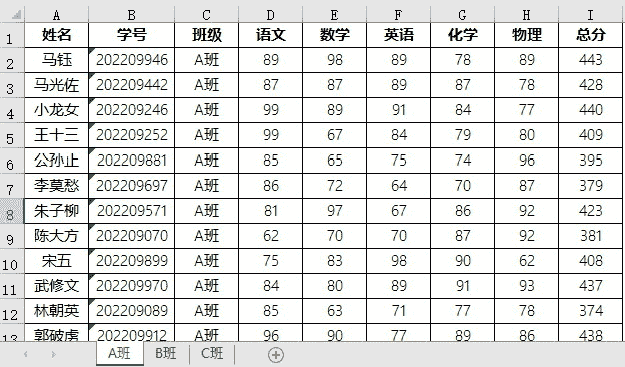 A B C D E F G H I
1 姓名 学号 班级 语文 数学 英语 化学 物理 总分
2 马钰 202209946 A班 89 98 89 78 89 443
3 马光佐 202209442 A班 87 87 89 87 78 428
4 小龙女 202209246 A班 99 89 91 84 77 440
5 王十三 202209252 A班 99 67 84 79 80 409
6 公孙止 202209881 A班 85 65 75 74 96 395
7 李莫愁 202209697 A班 86 72 64 70 87 379
8 朱子柳 202209571 A班 81 97 67 86 92 423
9 陈大方 202209070 A班 62 70 70 87 92 381
10 宋五 202209899 A班 75 83 98 90 62 408
11 武修文 202209970 A班 84 80 89 91 93 437
12 林朝英 202209089 A班 85 63 71 77 78 374
13 郭破虏 202209912 A班 96 90 77 89 86 438
A班 B班 C班